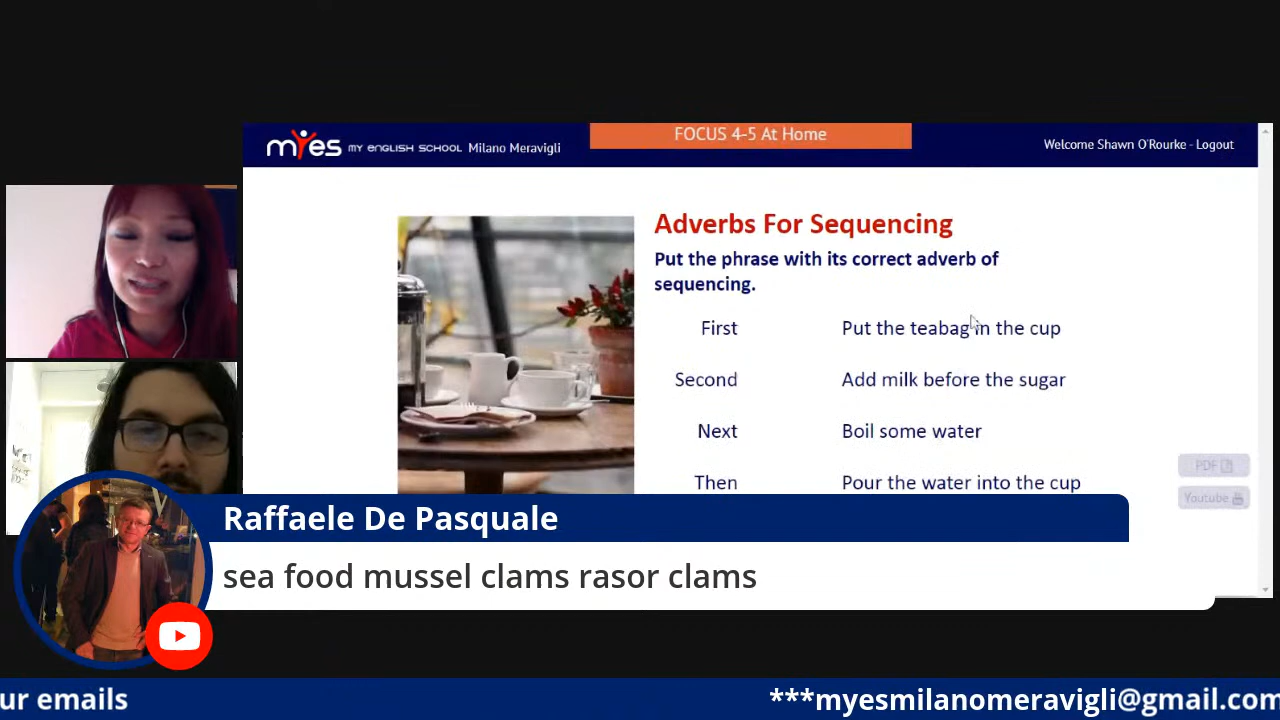 myes MY ENGLISH SCHOOL Milano Meravigli
FOCUS 4-5 At Home
Welcome Shawn O'Rourke - Logout
Adverbs For Sequencing
Put the phrase with its correct adverb of
sequencing.
First Put the teabag in the cup
Second Add milk before the sugar
Next Boil some water
Then Pour the water into the cup
PDF
Youtube
Raffaele De Pasquale
sea food mussel clams rasor clams
ur emails ***myesmilanomeravigli@gmail.com